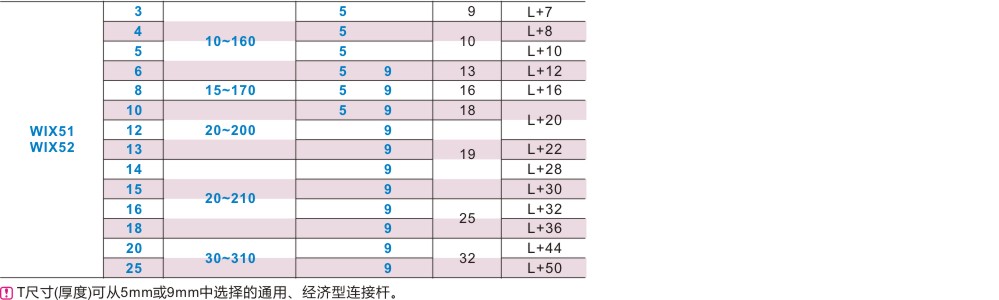 3 5 9 L+7
4 5 L+8
10~160 10
5 5 L+10
6 5 9 13 L+12
8 15~170 5 9 16 L+16
10 5 9 18
L+20
WIX51 12 20~200 9
WIX52 13 9 19 L+22
14 9 L+28
15 9 L+30
20~210
16 9 L+32
25
18 9 L+36
20 9 L+44
30~310 32
25 9 L+50
T尺寸(厚度)可从5mm或9mm中选择的通用、经济型连接杆。